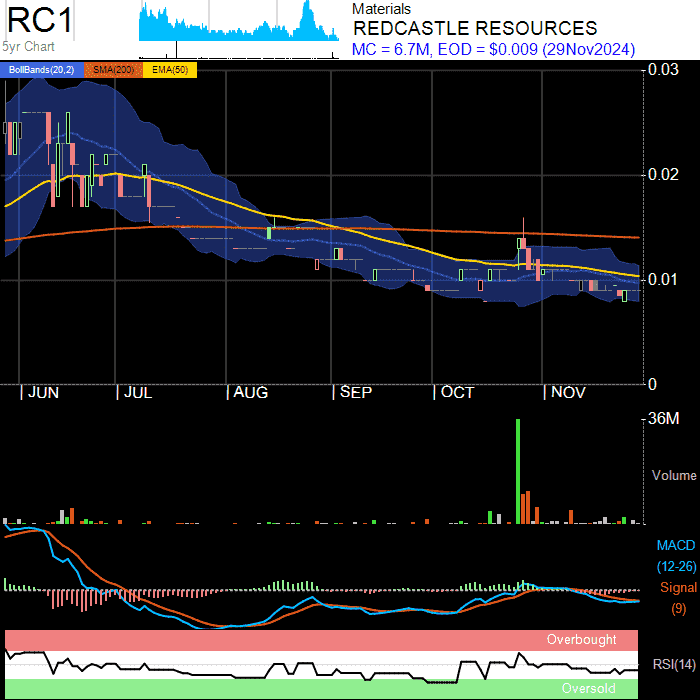 RC1
5yr Chart
Materials
REDCASTLE RESOURCES
MC = 6.7M, EOD = $0.009 (29Nov2024)
BollBands(20,2) SMA(200) EMA(50)
0.03
0.02
0.01
0
JUN JUL AUG SEP OCT NOV
36M
Volume
MACD
(12-26)
Signal
(9)
Overbought
RSI(14)
Oversold